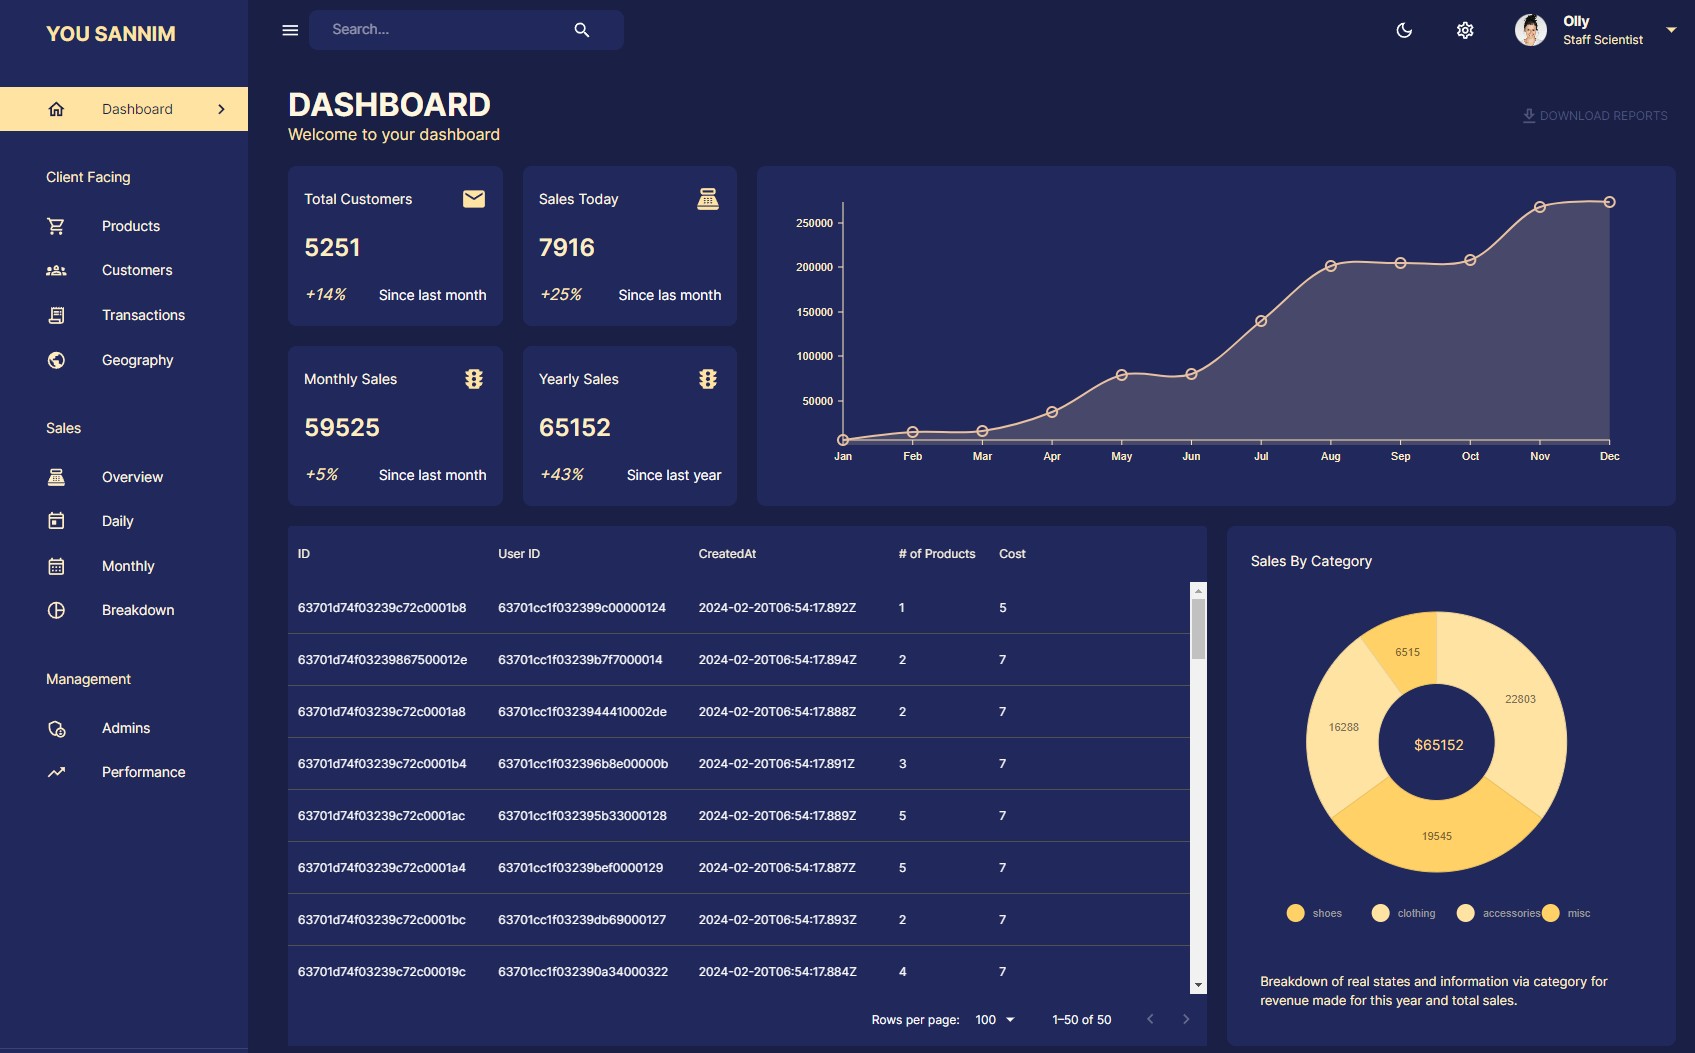 YOU SANNIM
Search...
Olly
Staff Scientist
Dashboard
Client Facing
Products
Customers
Transactions
Geography
Sales
Overview
Daily
Monthly
Breakdown
Management
Admins
Performance
DASHBOARD
Welcome to your dashboard
DOWNLOAD REPORTS
Total Customers
5251
+14% Since last month
Sales Today
7916
+25% Since las month
Monthly Sales
59525
+5% Since last month
Yearly Sales
65152
+43% Since last year
250000
200000
150000
100000
50000
Jan Feb Mar Apr May Jun Jul Aug Sep Oct Nov Dec
ID User ID CreatedAt # of Products Cost
63701d74f03239c72c0001b8 63701cc1f032399c00000124 2024-02-20T06:54:17.892Z 1 5
63701d74f03239867500012e 63701cc1f03239b7f7000014 2024-02-20T06:54:17.894Z 2 7
63701d74f03239c72c0001a8 63701cc1f0323944410002de 2024-02-20T06:54:17.888Z 2 7
63701d74f03239c72c0001b4 63701cc1f032396b8e00000b 2024-02-20T06:54:17.891Z 3 7
63701d74f03239c72c0001ac 63701cc1f032395b33000128 2024-02-20T06:54:17.889Z 5 7
63701d74f03239c72c0001a4 63701cc1f03239bef0000129 2024-02-20T06:54:17.887Z 5 7
63701d74f03239c72c0001bc 63701cc1f03239db69000127 2024-02-20T06:54:17.893Z 2 7
63701d74f03239c72c00019c 63701cc1f032390a34000322 2024-02-20T06:54:17.884Z 4 7
Rows per page: 100 1–50 of 50
Sales By Category
6515
22803
16288
$65152
19545
shoes clothing accessories misc
Breakdown of real states and information via category for
revenue made for this year and total sales.